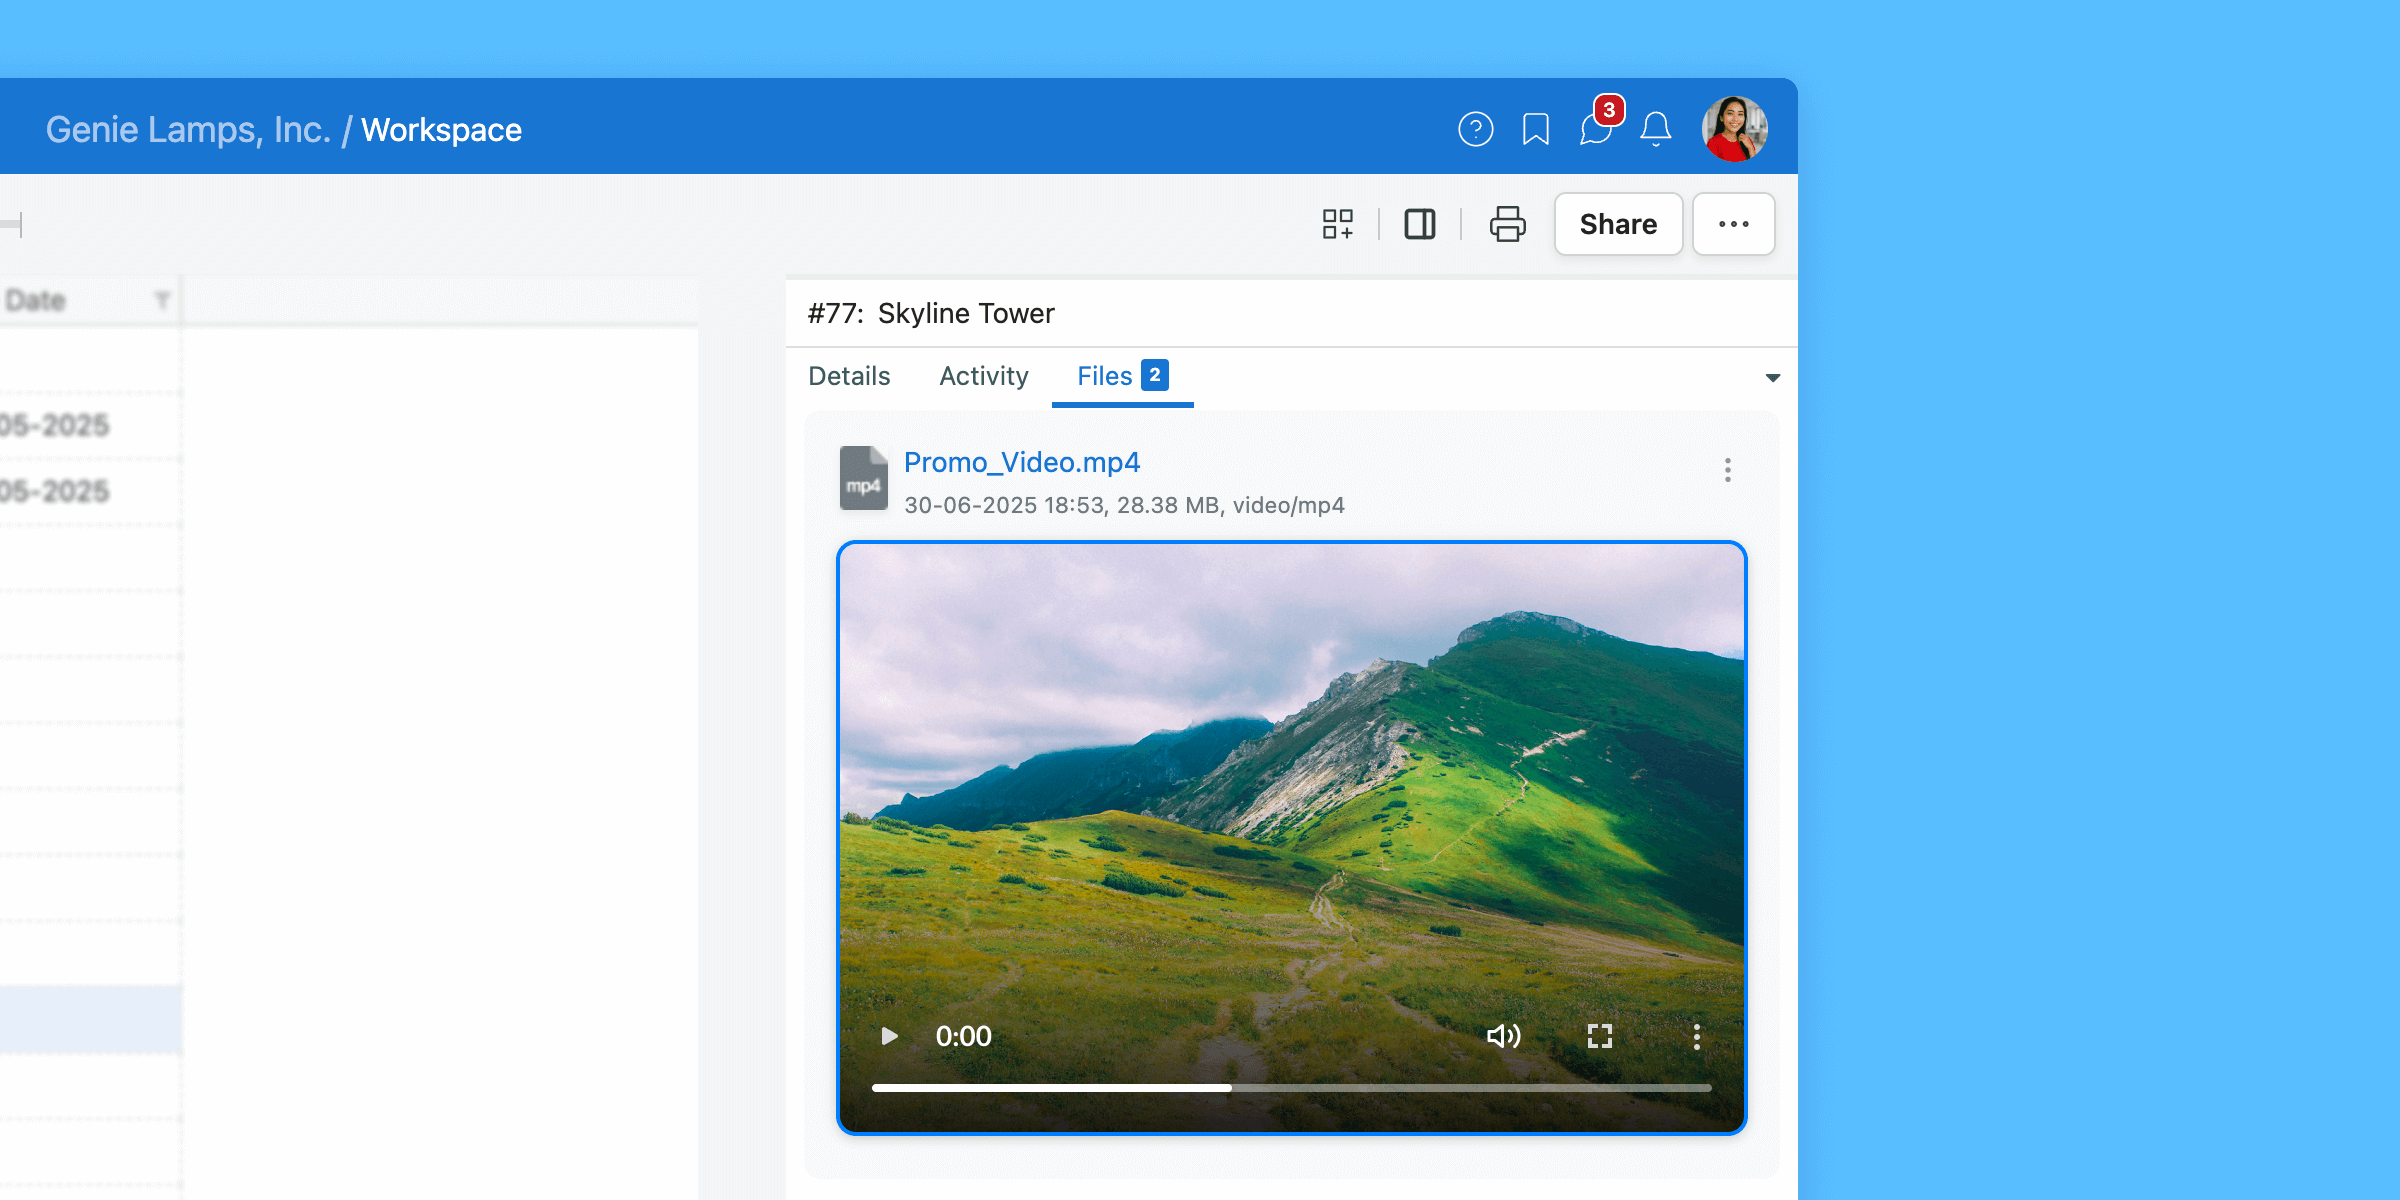 Genie Lamps, Inc. / Workspace
3
Share
Date
#77: Skyline Tower
Details
Activity
Files 2
05-2025
05-2025
mp4
Promo_Video.mp4
30-06-2025 18:53, 28.38 MB, video/mp4
0:00